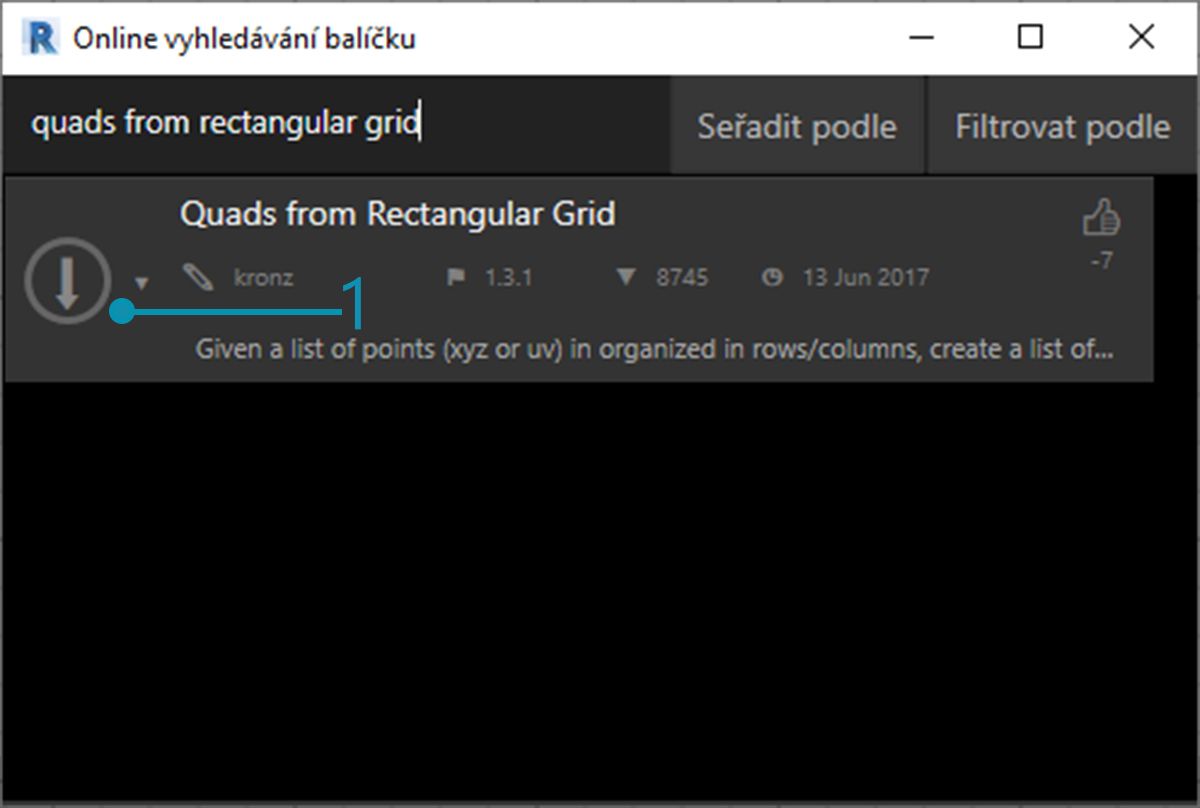 R Online vyhledávání balíčku
quads from rectangular grid Seřadit podle Filtrovat podle
Quads from Rectangular Grid
kronz 1.3.1 8745 13 Jun 2017 -7
1
Given a list of points (xyz or uv) in organized in rows/columns, create a list of...